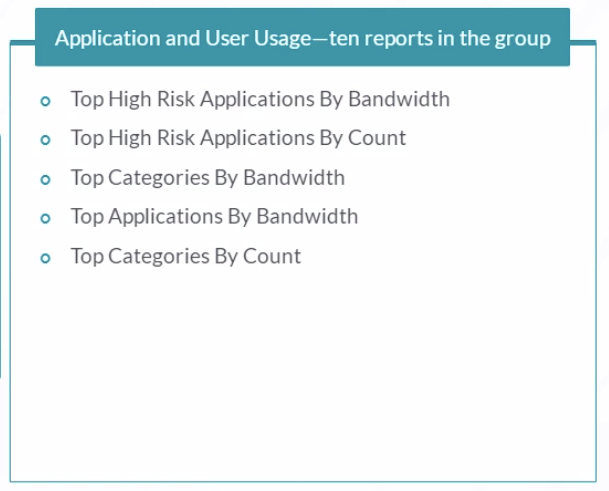 Application and User Usage—ten reports in the group
Top High Risk Applications By Bandwidth
Top High Risk Applications By Count
Top Categories By Bandwidth
Top Applications By Bandwidth
Top Categories By Count